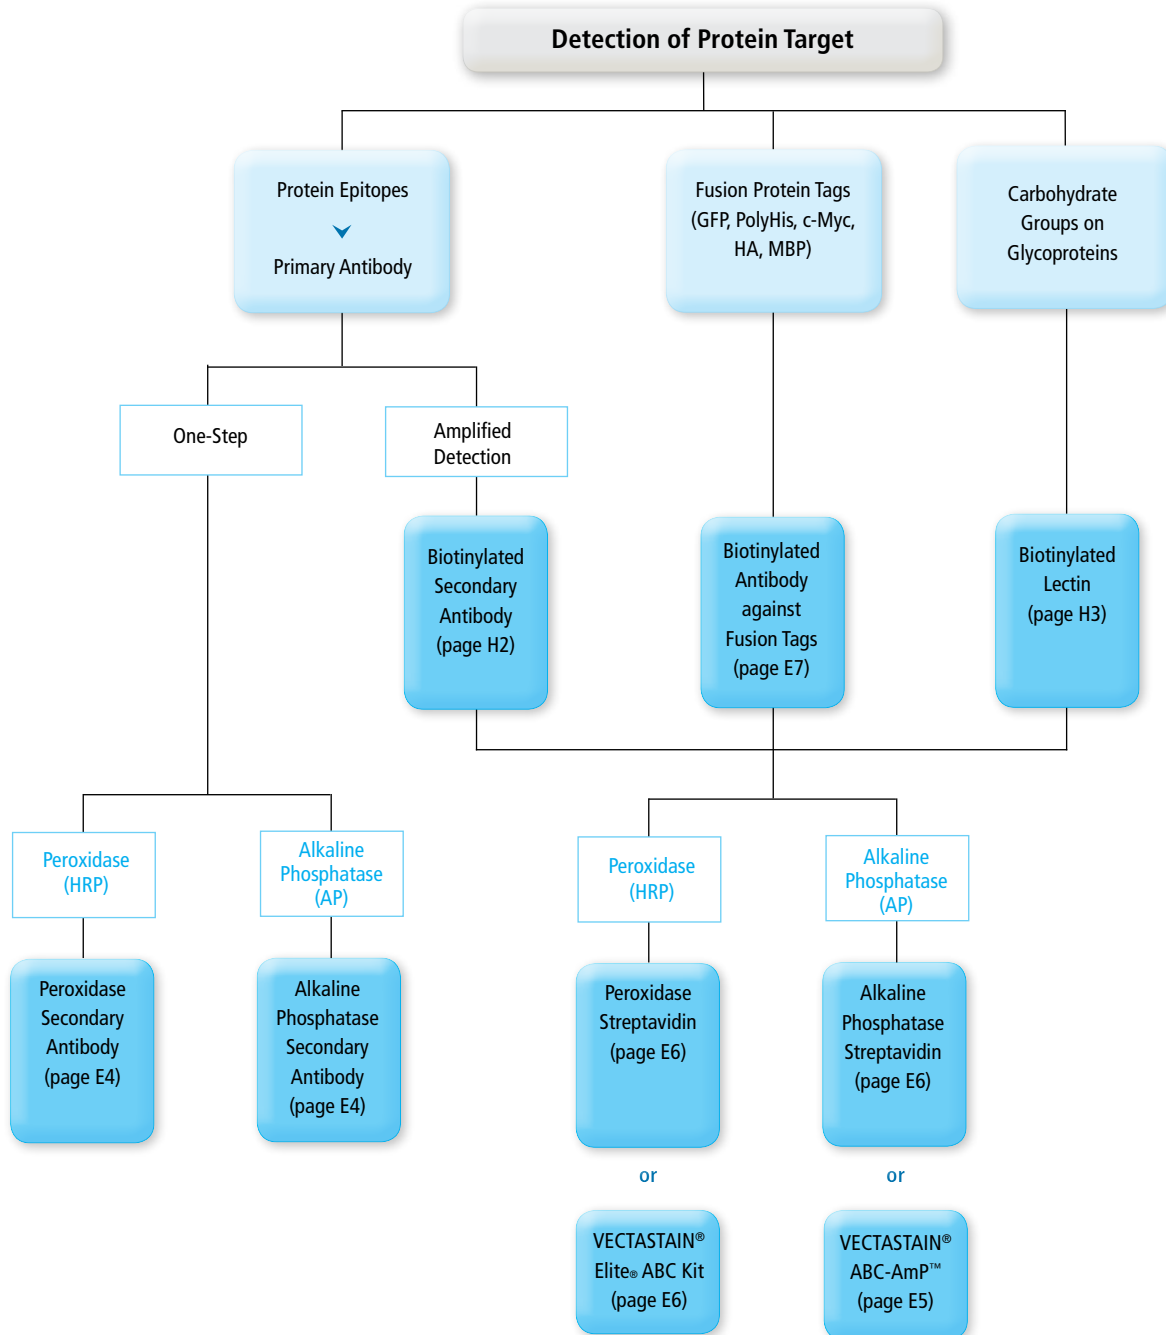 Detection of Protein Target
Protein Epitopes
Primary Antibody
Fusion Protein Tags
(GFP, PolyHis, c-Myc,
HA, MBP)
Carbohydrate
Groups on
Glycoproteins
One-Step
Amplified
Detection
Biotinylated
Secondary
Antibody
(page H2)
Biotinylated
Antibody
against
Fusion Tags
(page E7)
Biotinylated
Lectin
(page H3)
Peroxidase
(HRP)
Alkaline
Phosphatase
(AP)
Peroxidase
(HRP)
Alkaline
Phosphatase
(AP)
Peroxidase
Secondary
Antibody
(page E4)
Alkaline
Phosphatase
Secondary
Antibody
(page E4)
Peroxidase
Streptavidin
(page E6)
Alkaline
Phosphatase
Streptavidin
(page E6)
or
or
VECTASTAIN®
Elite® ABC Kit
(page E6)
VECTASTAIN®
ABC-AmP™
(page E5)